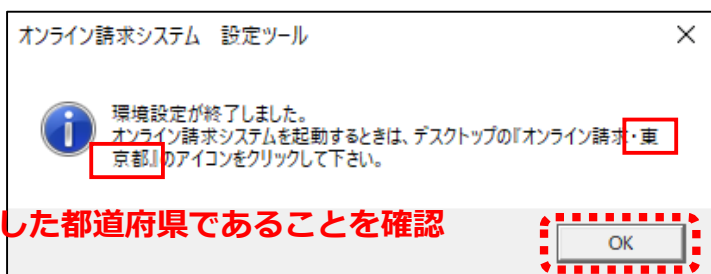 オンライン請求システム　設定ツール
環境設定が終了しました。
オンライン請求システムを起動するときは、デスクトップの『オンライン請求・東
京都』のアイコンをクリックして下さい。
した都道府県であることを確認
OK